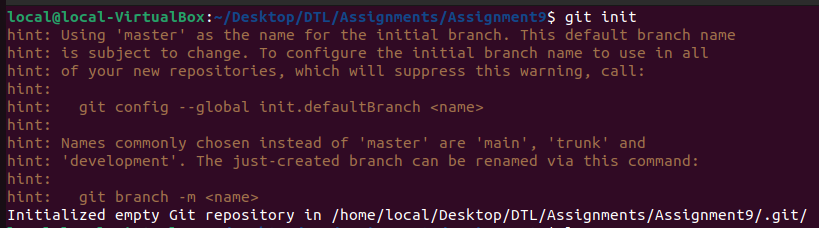 local@local-VirtualBox:~/Desktop/DTL/Assignments/Assignment9$ git init
hint: Using 'master' as the name for the initial branch. This default branch name
hint: is subject to change. To configure the initial branch name to use in all
hint: of your new repositories, which will suppress this warning, call:
hint:
hint:   git config --global init.defaultBranch <name>
hint:
hint: Names commonly chosen instead of 'master' are 'main', 'trunk' and
hint: 'development'. The just-created branch can be renamed via this command:
hint:
hint:   git branch -m <name>
Initialized empty Git repository in /home/local/Desktop/DTL/Assignments/Assignment9/.git/